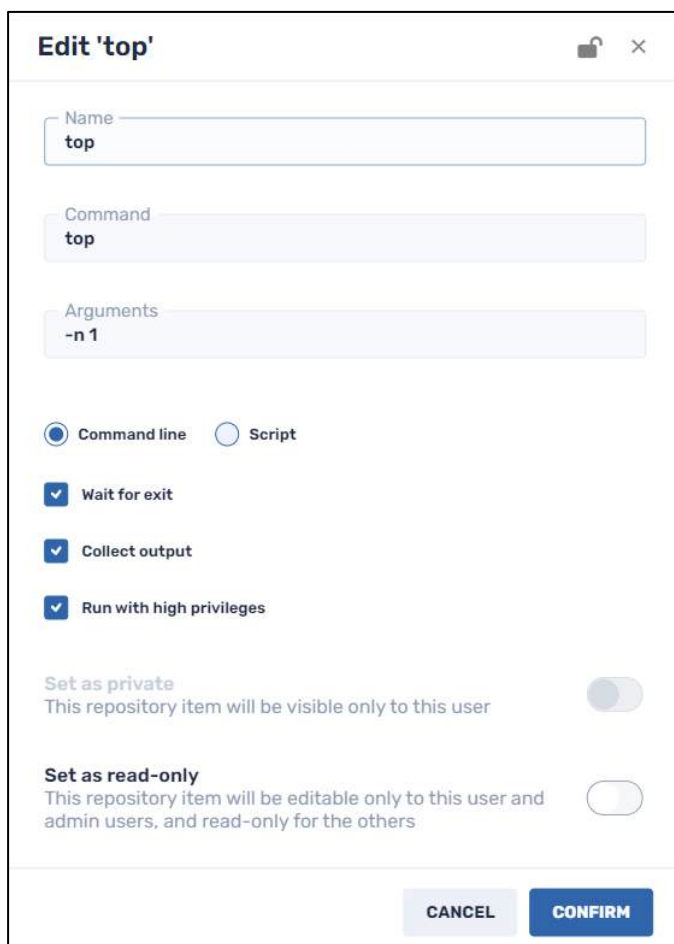 Edit 'top'
Name
top
Command
top
Arguments
-n 1
Command line Script
Wait for exit
Collect output
Run with high privileges
Set as private
This repository item will be visible only to this user
Set as read-only
This repository item will be editable only to this user and
admin users, and read-only for the others
CANCEL CONFIRM